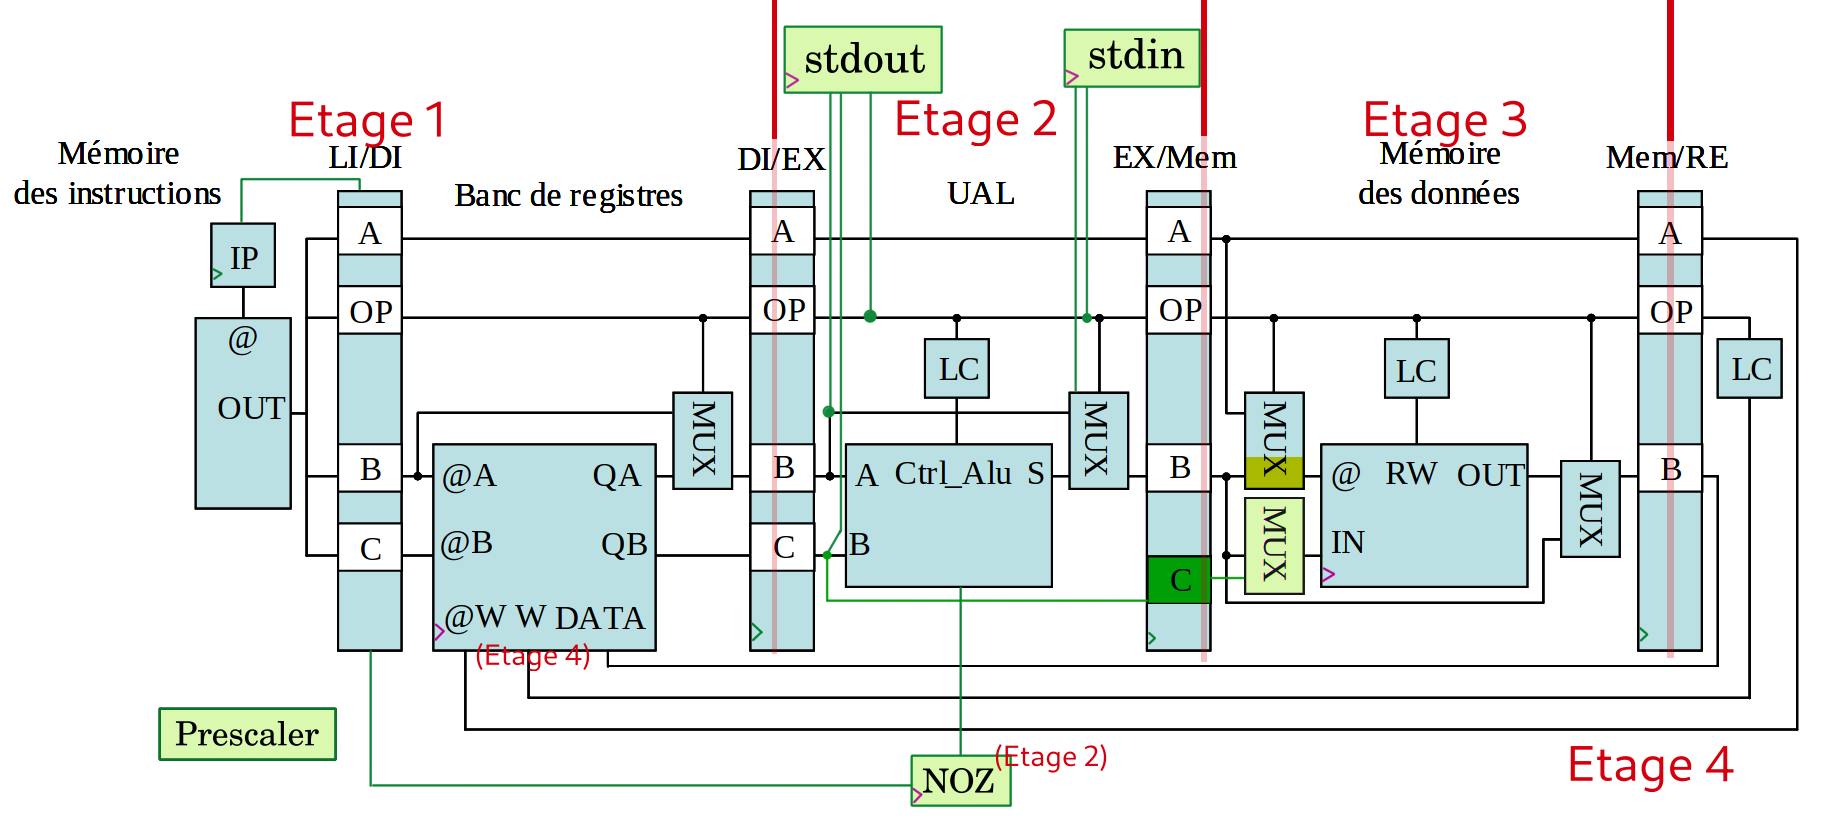 stdout
stdin
Etage 1
Etage 2
Etage 3
Mémoire
des instructions
LI/DI
Banc de registres
DI/EX
UAL
EX/Mem
Mémoire
des données
Mem/RE
IP
@
OUT
A
OP
B
C
@A
QA
@B
QB
@W W DATA
(Etage 4)
MUX
A
OP
B
C
LC
A Ctrl_Alu S
B
MUX
A
OP
B
C
MUX
MUX
LC
@ RW OUT
IN
MUX
A
OP
B
LC
Prescaler
NOZ
(Etage 2)
Etage 4